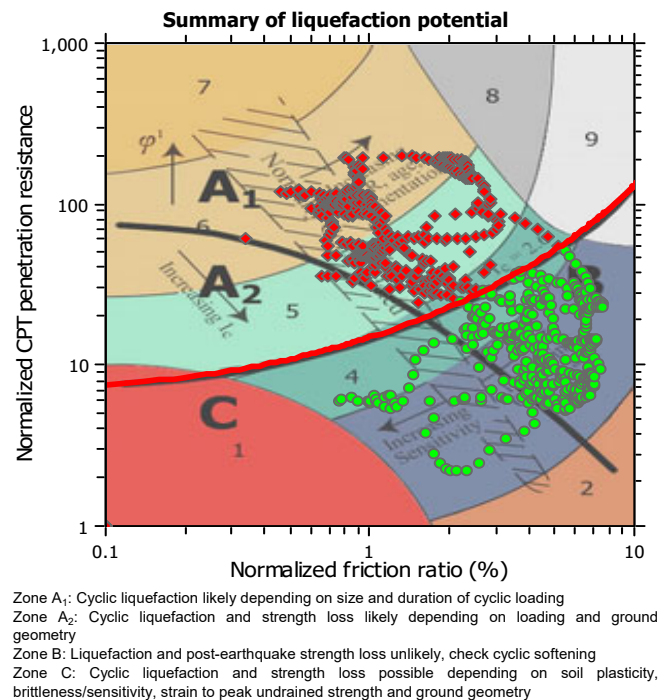 Summary of liquefaction potential
1,000
100
10
1
0.1
1
10
Normalized CPT penetration resistance
Normalized friction ratio (%)
7
8
9
φ'
A1
6
A2
Increasing Ic
5
4
C
1
B
Increasing
Sensitivity
2
Zone A₁: Cyclic liquefaction likely depending on size and duration of cyclic loading
Zone A₂: Cyclic liquefaction and strength loss likely depending on loading and ground
geometry
Zone B: Liquefaction and post-earthquake strength loss unlikely, check cyclic softening
Zone C: Cyclic liquefaction and strength loss possible depending on soil plasticity,
brittleness/sensitivity, strain to peak undrained strength and ground geometry